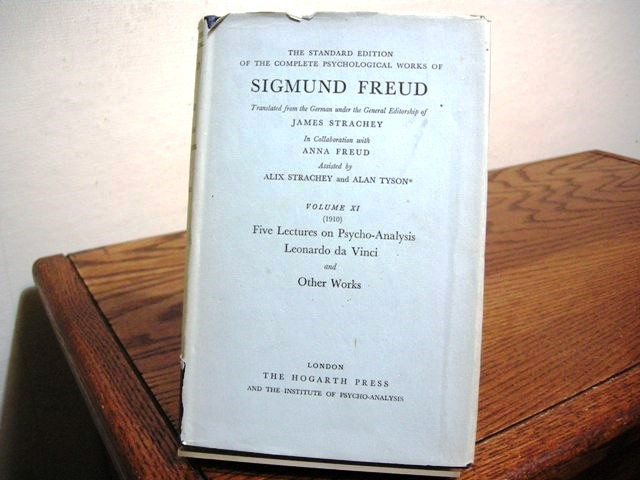 THE STANDARD EDITION
OF THE COMPLETE PSYCHOLOGICAL WORKS OF
SIGMUND FREUD
Translated from the German under the General Editorship of
JAMES STRACHEY
In Collaboration with
ANNA FREUD
Assisted by
ALIX STRACHEY and ALAN TYSON
VOLUME XI
(1910)
Five Lectures on Psycho-Analysis
Leonardo da Vinci
and
Other Works
LONDON
THE HOGARTH PRESS
AND THE INSTITUTE OF PSYCHO-ANALYSIS